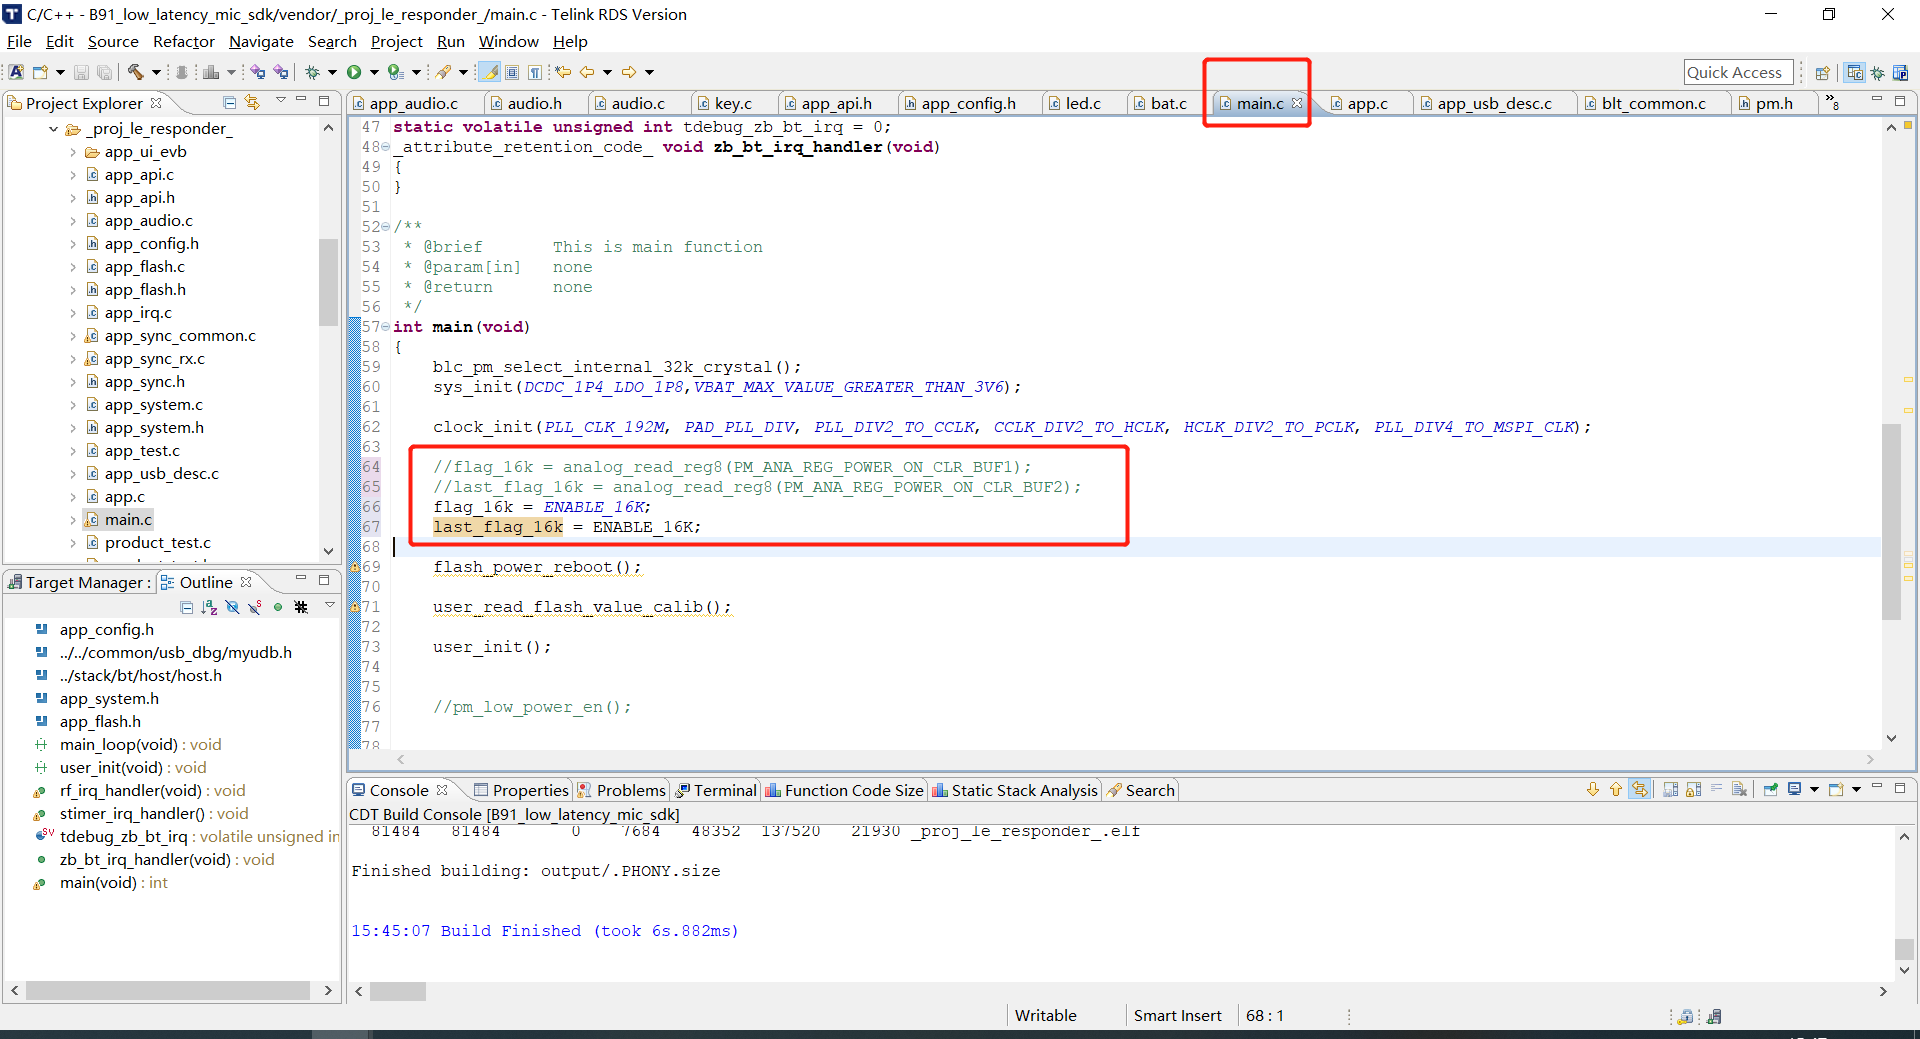 C/C++ - B91_low_latency_mic_sdk/vendor/_proj_le_responder_/main.c - Telink RDS Version
File Edit Source Refactor Navigate Search Project Run Window Help
Quick Access
Project Explorer
_proj_le_responder_
app_ui_evb
app_api.c
app_api.h
app_audio.c
app_config.h
app_flash.c
app_flash.h
app_irq.c
app_sync_common.c
app_sync_rx.c
app_sync.h
app_system.c
app_system.h
app_test.c
app_usb_desc.c
app.c
main.c
product_test.c
Target Manager : Outline
app_config.h
../../common/usb_dbg/myudb.h
../stack/bt/host/host.h
app_system.h
app_flash.h
main_loop(void) : void
user_init(void) : void
rf_irq_handler(void) : void
stimer_irq_handler() : void
tdebug_zb_bt_irq : volatile unsigned in
zb_bt_irq_handler(void) : void
main(void) : int
app_audio.c audio.h audio.c key.c app_api.h app_config.h led.c bat.c main.c app.c app_usb_desc.c blt_common.c pm.h »8
47 static volatile unsigned int tdebug_zb_bt_irq = 0;
48 _attribute_retention_code_ void zb_bt_irq_handler(void)
49 {
50 }
51
52 /**
53 * @brief This is main function
54 * @param[in] none
55 * @return none
56 */
57 int main(void)
58 {
59 blc_pm_select_internal_32k_crystal();
60 sys_init(DCDC_1P4_LDO_1P8,VBAT_MAX_VALUE_GREATER_THAN_3V6);
61
62 clock_init(PLL_CLK_192M, PAD_PLL_DIV, PLL_DIV2_TO_CCLK, CCLK_DIV2_TO_HCLK, HCLK_DIV2_TO_PCLK, PLL_DIV4_TO_MSPI_CLK);
63
64 //flag_16k = analog_read_reg8(PM_ANA_REG_POWER_ON_CLR_BUF1);
65 //last_flag_16k = analog_read_reg8(PM_ANA_REG_POWER_ON_CLR_BUF2);
66 flag_16k = ENABLE_16K;
67 last_flag_16k = ENABLE_16K;
68
69 flash_power_reboot();
70
71 user_read_flash_value_calib();
72
73 user_init();
74
75
76 //pm_low_power_en();
77
78
Console Properties Problems Terminal Function Code Size Static Stack Analysis Search
CDT Build Console [B91_low_latency_mic_sdk]
81484 81484 0 7684 48352 137520 21930 _proj_le_responder_.elf
Finished building: output/.PHONY.size
15:45:07 Build Finished (took 6s.882ms)
Writable Smart Insert 68 : 1